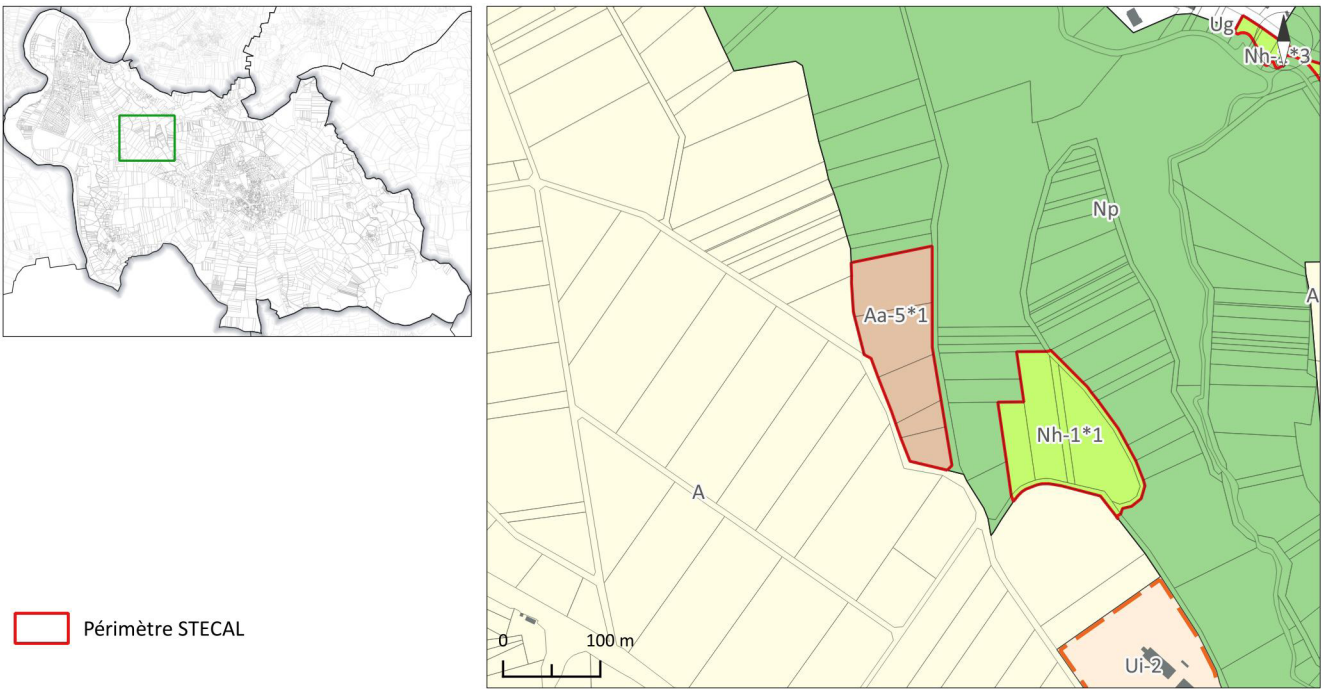 Ug
Np
A
Aa-5*1
Nh-1*1
A
0 100 m
Ui-2
Périmètre STECAL